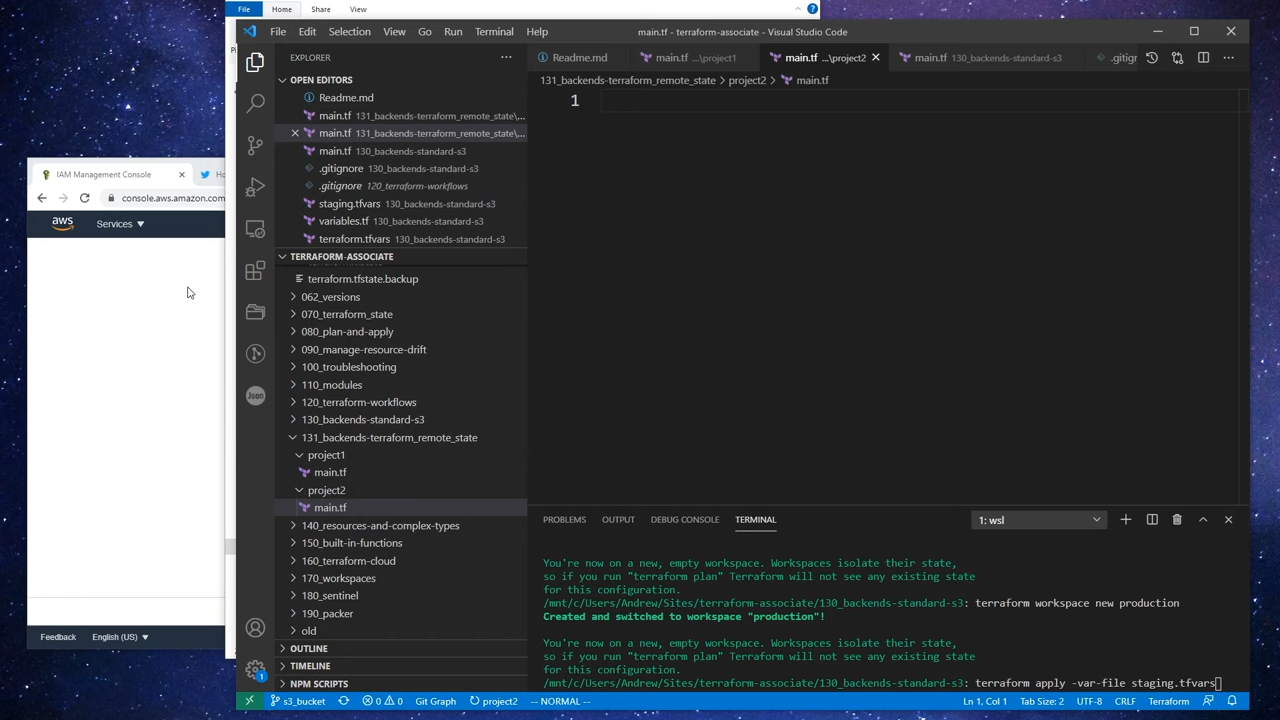 File Home Share View
File Edit Selection View Go Run Terminal Help main.tf - terraform-associate - Visual Studio Code
EXPLORER
Readme.md main.tf ...\project1 main.tf ...\project2 main.tf 130_backends-standard-s3 .gitigr
OPEN EDITORS
131_backends-terraform_remote_state > project2 > main.tf
Readme.md
1
main.tf 131_backends-terraform_remote_state\...
main.tf 131_backends-terraform_remote_state\...
main.tf 130_backends-standard-s3
.gitignore 130_backends-standard-s3
.gitignore 120_terraform-workflows
staging.tfvars 130_backends-standard-s3
variables.tf 130_backends-standard-s3
terraform.tfvars 130_backends-standard-s3
TERRAFORM-ASSOCIATE
terraform.tfstate.backup
062_versions
070_terraform_state
080_plan-and-apply
090_manage-resource-drift
100_troubleshooting
110_modules
120_terraform-workflows
130_backends-standard-s3
131_backends-terraform_remote_state
project1
main.tf
project2
main.tf
140_resources-and-complex-types
150_built-in-functions
160_terraform-cloud
170_workspaces
180_sentinel
190_packer
old
OUTLINE
TIMELINE
NPM SCRIPTS
IAM Management Console Ho
console.aws.amazon.com
aws Services
Feedback English (US)
Json
PROBLEMS OUTPUT DEBUG CONSOLE TERMINAL 1: wsl
You're now on a new, empty workspace. Workspaces isolate their state,
so if you run "terraform plan" Terraform will not see any existing state
for this configuration.
/mnt/c/Users/Andrew/Sites/terraform-associate/130_backends-standard-s3: terraform workspace new production
Created and switched to workspace "production"!
You're now on a new, empty workspace. Workspaces isolate their state,
so if you run "terraform plan" Terraform will not see any existing state
for this configuration.
/mnt/c/Users/Andrew/Sites/terraform-associate/130_backends-standard-s3: terraform apply -var-file staging.tfvars
1
s3_bucket 0 0 Git Graph project2 -- NORMAL -- Ln 1, Col 1 Tab Size: 2 UTF-8 CRLF Terraform